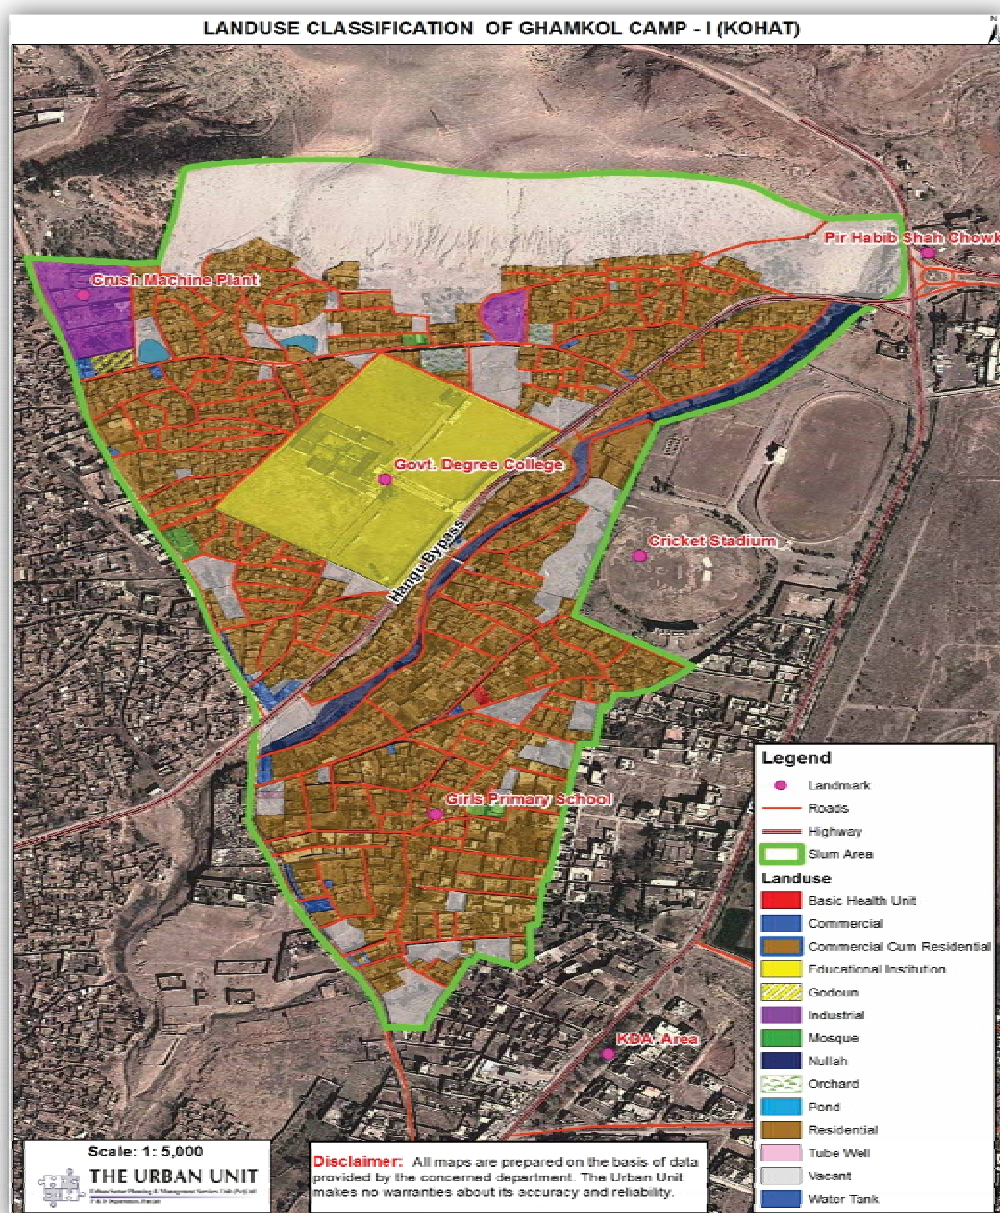 LANDUSE CLASSIFICATION OF GHAMKOL CAMP - I (KOHAT)
N
Pir Habib Shah Chowk
Crush Machine Plant
Govt. Degree College
Hangu Bypass
Cricket Stadium
Girls Primary School
KDA Area
Legend
Landmark
Roads
Highway
Slum Area
Landuse
Basic Health Unit
Commercial
Commercial Cum Residential
Educational Institution
Godoun
Industrial
Mosque
Nullah
Orchard
Pond
Residential
Tube Well
Vacant
Water Tank
Scale: 1: 5,000
THE URBAN UNIT
Disclaimer: All maps are prepared on the basis of data
provided by the concerned department. The Urban Unit
makes no warranties about its accuracy and reliability.